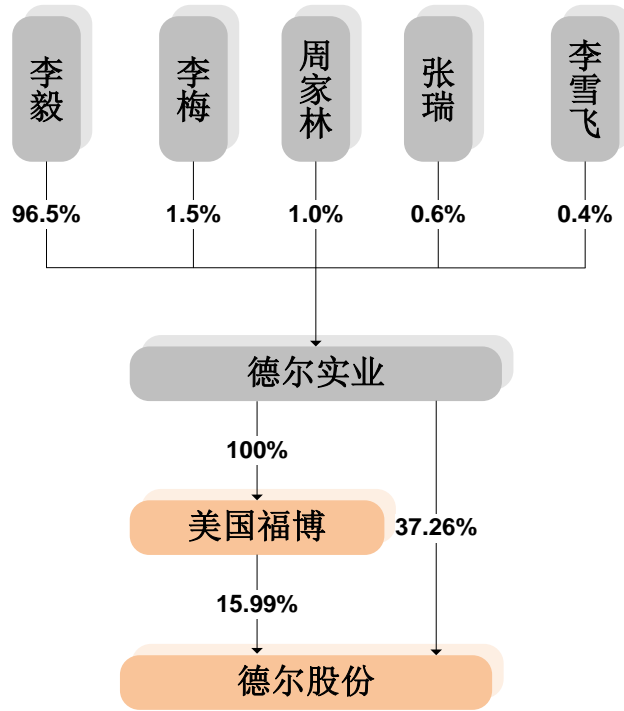 李毅
李梅
周家林
张瑞
李雪飞
96.5%
1.5%
1.0%
0.6%
0.4%
德尔实业
100%
美国福博
37.26%
15.99%
德尔股份